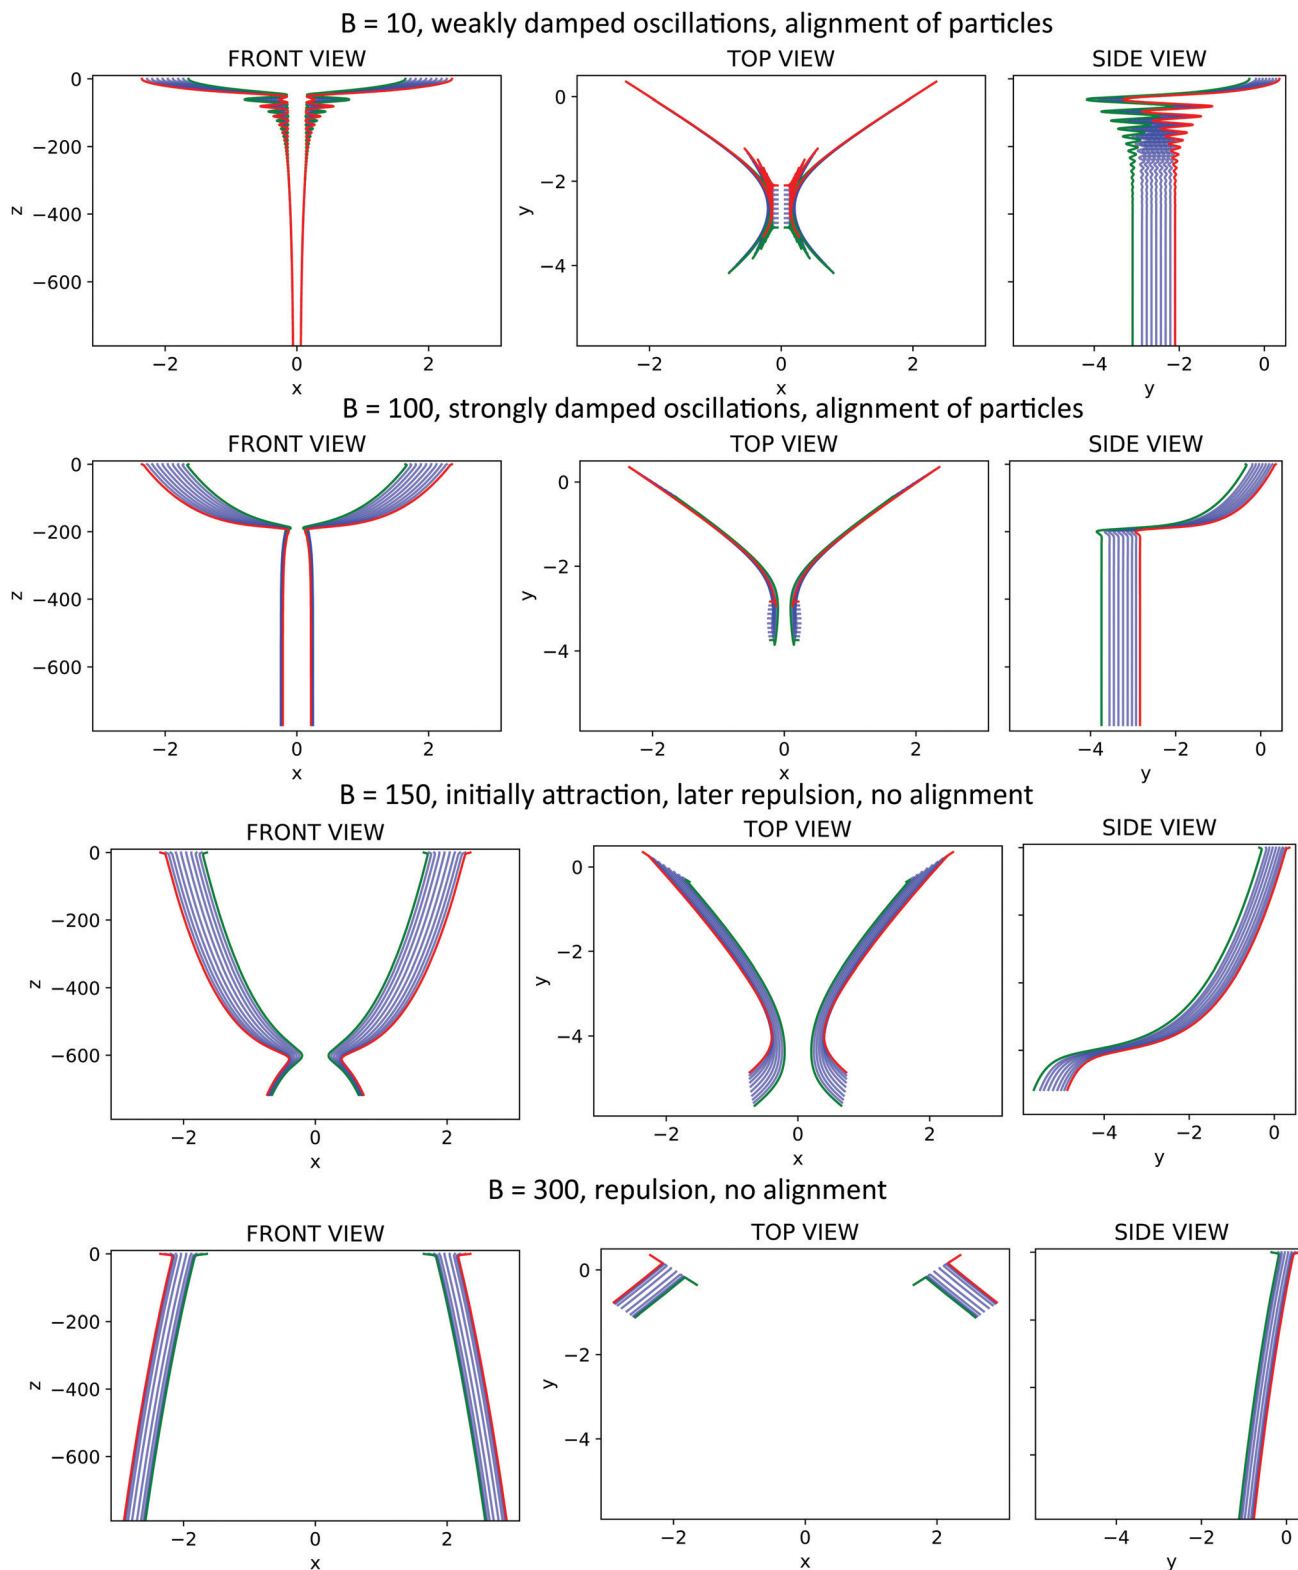 B = 10, weakly damped oscillations, alignment of particles
FRONT VIEW TOP VIEW SIDE VIEW
0
−200
−400
−600
z
−2 0 2
x
0
−2
−4
y
−2 0 2
x
−4 −2 0
y
B = 100, strongly damped oscillations, alignment of particles
FRONT VIEW TOP VIEW SIDE VIEW
0
−200
−400
−600
z
−2 0 2
x
0
−2
−4
y
−2 0 2
x
−4 −2 0
y
B = 150, initially attraction, later repulsion, no alignment
FRONT VIEW TOP VIEW SIDE VIEW
0
−200
−400
−600
z
−2 0 2
x
0
−2
−4
y
−2 0 2
x
−4 −2 0
y
B = 300, repulsion, no alignment
FRONT VIEW TOP VIEW SIDE VIEW
0
−200
−400
−600
z
−2 0 2
x
0
−2
−4
y
−2 0 2
x
−4 −2 0
y